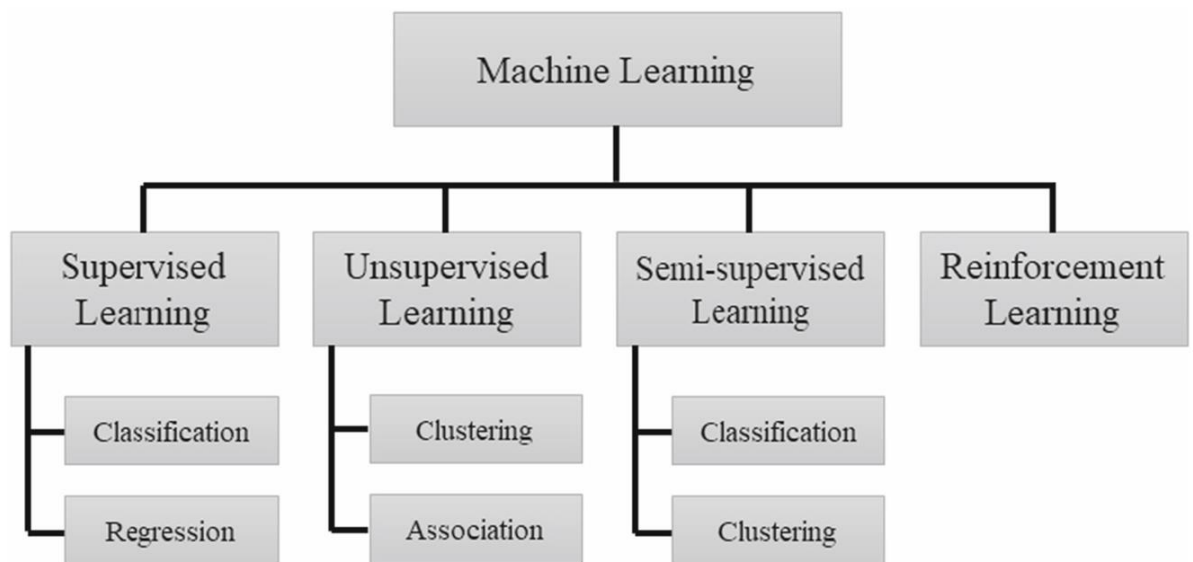 Machine Learning
Supervised
Learning
Unsupervised
Learning
Semi-supervised
Learning
Reinforcement
Learning
Classification
Regression
Clustering
Association
Classification
Clustering